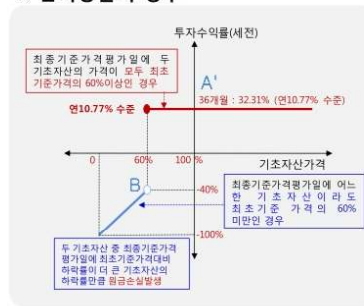 투자수익률(세전)
최종기준가격평가일에 두
기초자산의 가격이 모두 최초
기준가격의 60%이상인 경우
A'
36개월 : 32.31% (연10.77% 수준)
연10.77% 수준
0 60% 100 %
기초자산가격
B
-40%
-100%
최종기준가격평가일에 어느
한 기초자산이라도
최초기준 가격의 60%
미만인 경우
두 기초자산 중 최종기준가격
평가일에 최초기준가격대비
하락률이 더 큰 기초자산의
하락률만큼 원금손실발생